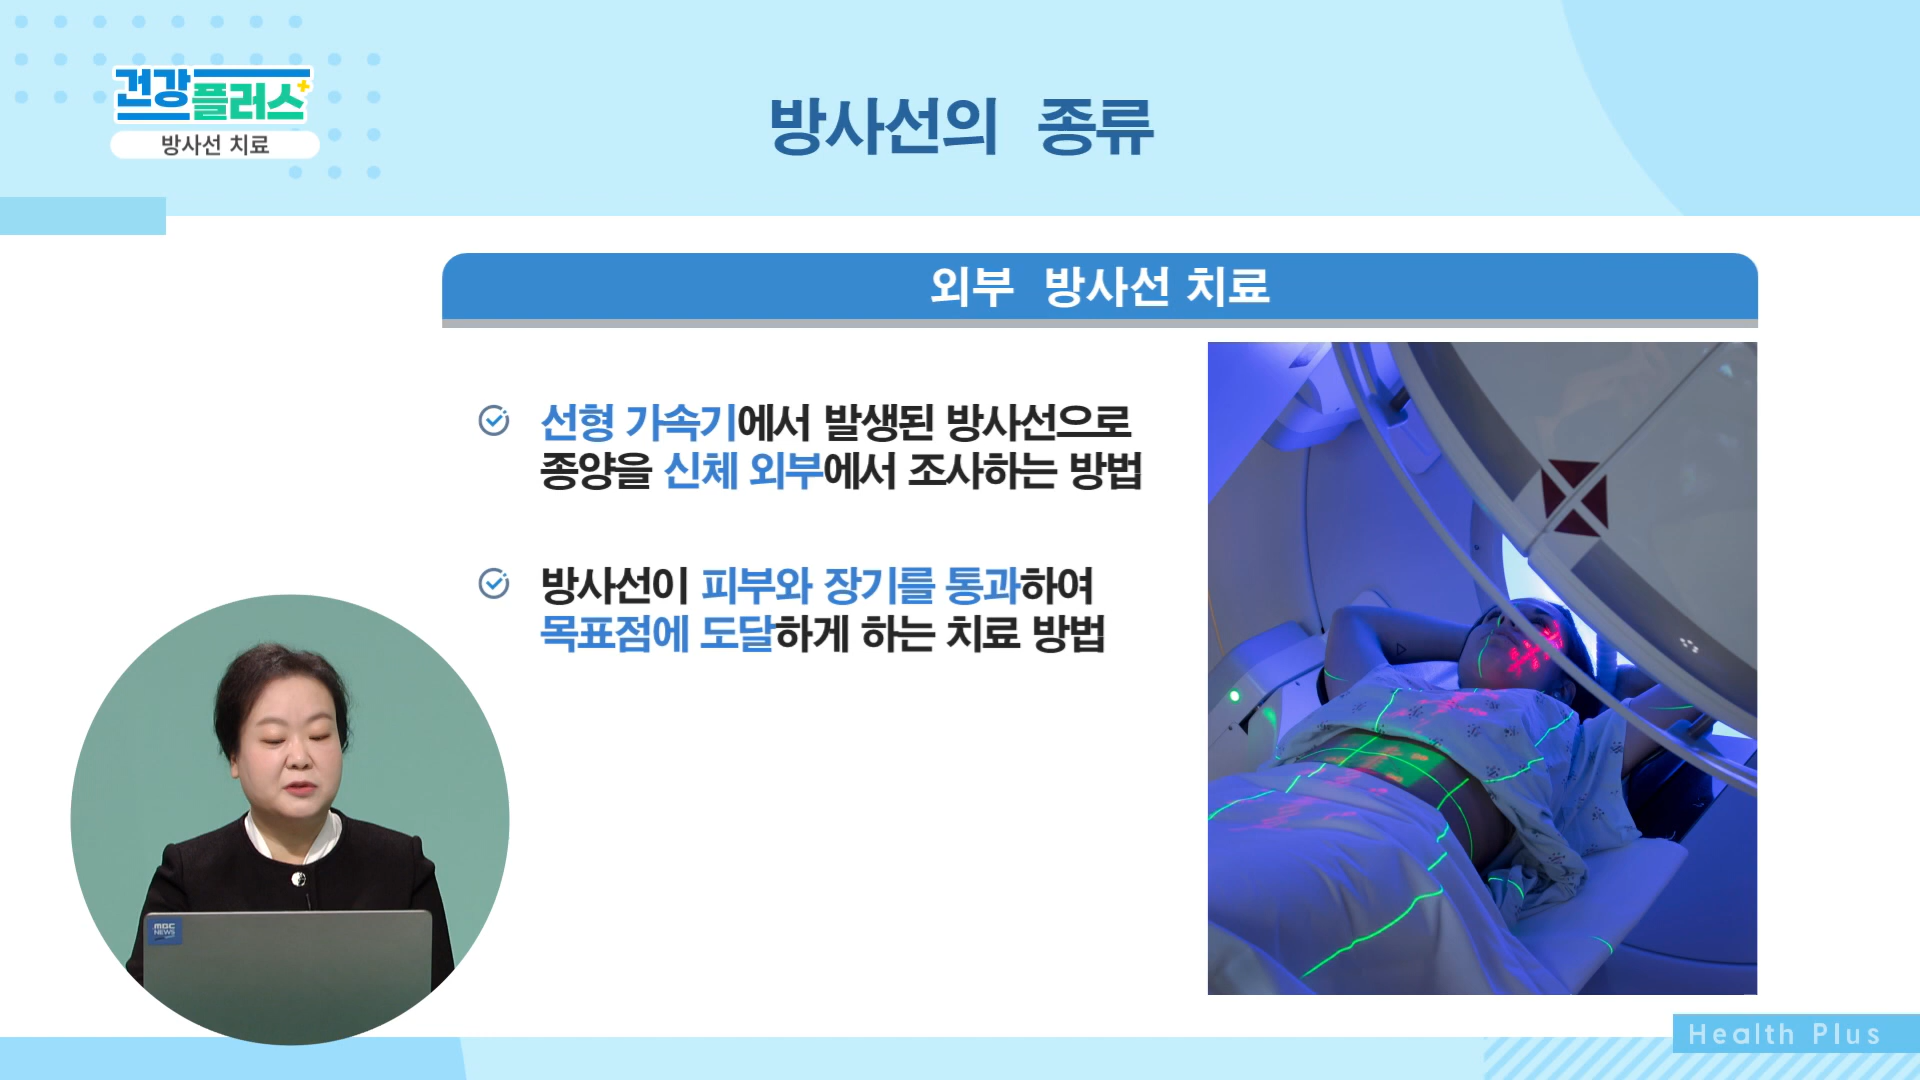 건강플러스+
방사선 치료
방사선의 종류
외부 방사선 치료
선형 가속기에서 발생된 방사선으로
종양을 신체 외부에서 조사하는 방법
방사선이 피부와 장기를 통과하여
목표점에 도달하게 하는 치료 방법
MBC
NEWS
Health Plus